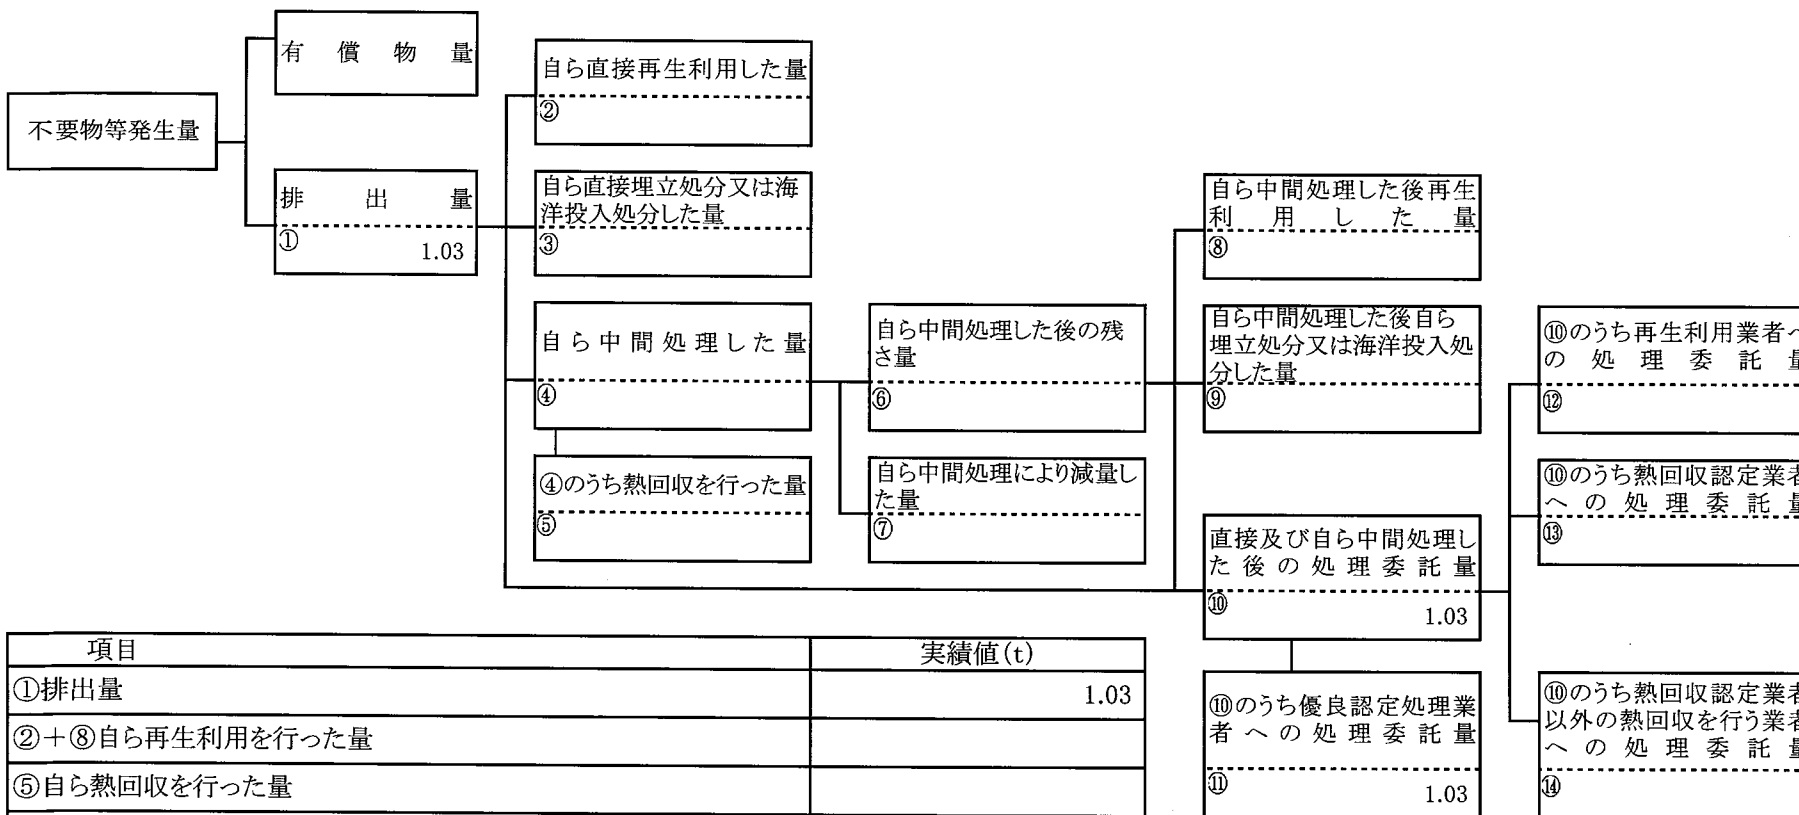 有償物量
不要物等発生量
排出量
①
1.03
自ら直接再生利用した量
②
自ら直接埋立処分又は海
洋投入処分した量
③
自ら中間処理した量
④
④のうち熱回収を行った量
⑤
自ら中間処理した後の残
さ量
⑥
自ら中間処理により減量し
た量
⑦
自ら中間処理した後再生
利用した量
⑧
自ら中間処理した後自ら
埋立処分又は海洋投入処
分した量
⑨
直接及び自ら中間処理し
た後の処理委託量
⑩
1.03
⑩のうち優良認定処理業
者への処理委託量
⑪
1.03
⑩のうち再生利用業者へ
の処理委託量
⑫
⑩のうち熱回収認定業者
への処理委託量
⑬
⑩のうち熱回収認定業者
以外の熱回収を行う業者
への処理委託量
⑭
項目 実績値(t)
①排出量 1.03
②+⑧自ら再生利用を行った量
⑤自ら熱回収を行った量